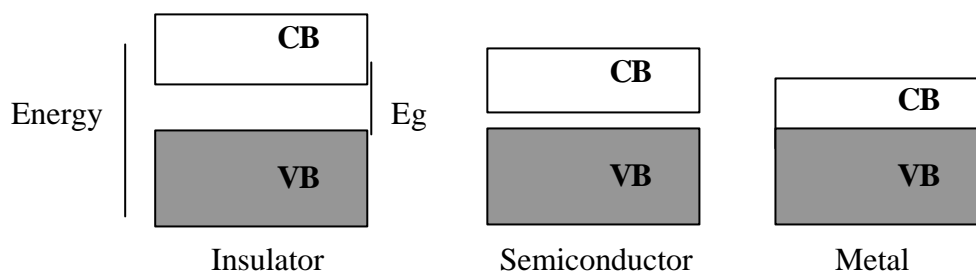 CB
CB
CB
Energy
Eg
VB
VB
VB
Insulator
Semiconductor
Metal